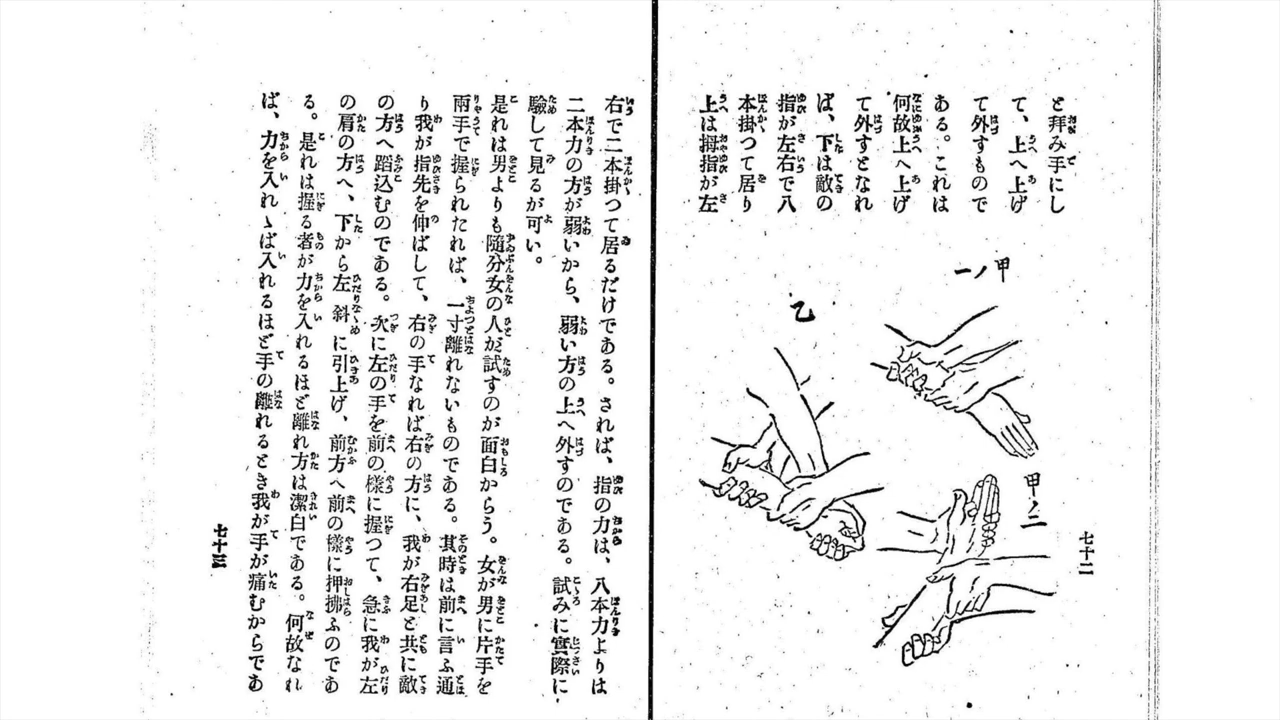 と拜み手にし
て、上へ上げ
て外すもので
ある。これは
何故上へ上げ
て外すとなれ
ば、下は敵の
指が左右で八
本掛つて居り
上は拇指が左
甲ノ一
乙
甲ノ二
七十二
右で二本掛つて居るだけである。されば、指の力は、八本力よりは
二本力の方が弱いから、弱い方の上へ外すのである。試みに實際に
驗して見るが可い。
是れは男よりも隨分女の人が試すのが面白からう。女が男に片手を
兩手で握られたれば、一寸離れないものである。其時は前に言ふ通
り我が指先を伸ばして、右の手なれば右の方に、我が右足と共に敵
の方へ蹈込むのである。次に左の手を前の樣に握つて、急に我が左
の肩の方へ、下から左斜に引上げ、前方へ前の樣に押拂ふのであ
る。是れは握る者が力を入れるほど離れ方は潔白である。何故なれ
ば、力を入れゝば入れるほど手の離れるとき我が手が痛むからであ
七十三